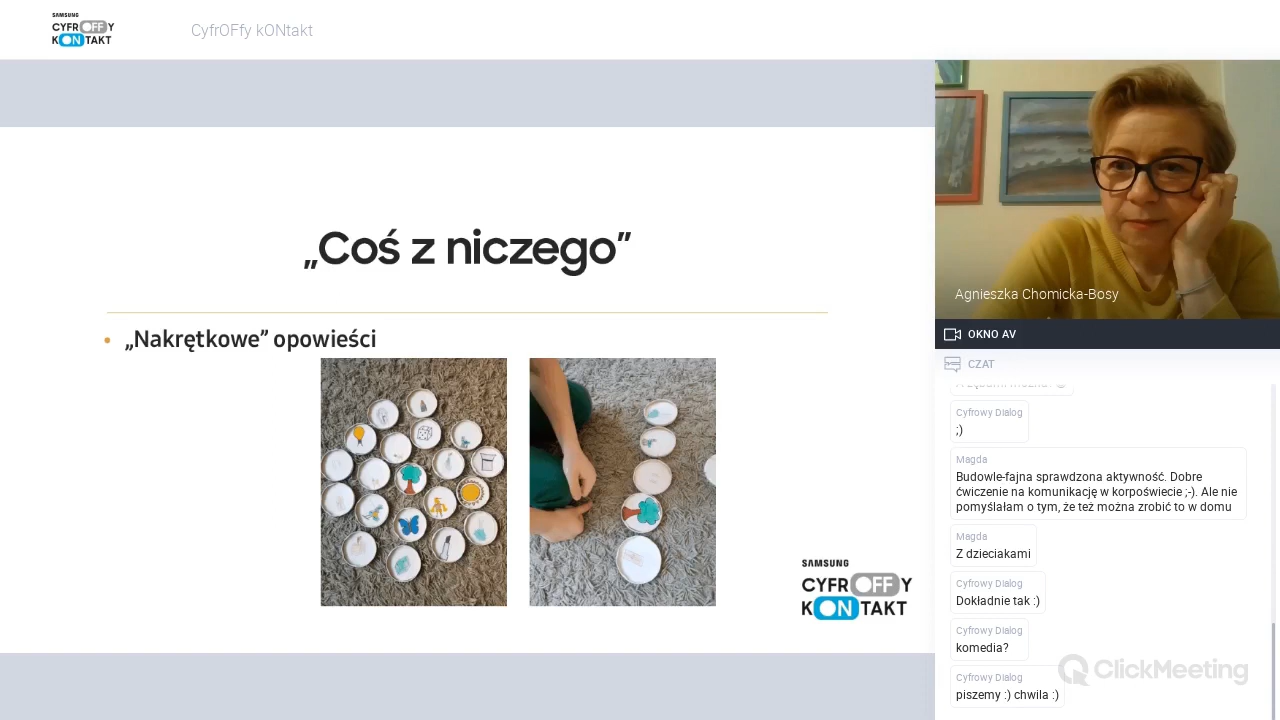 SAMSUNG
CYFROFFY
KONTAKT
CyfrOFfy kONtakt
„Coś z niczego”
• „Nakrętkowe” opowieści
SAMSUNG
CYFROFFY
KONTAKT
Agnieszka Chomicka-Bosy
OKNO AV
CZAT
Cyfrowy Dialog
;)
Magda
Budowle-fajna sprawdzona aktywność. Dobre
ćwiczenie na komunikację w korpoświecie ;-). Ale nie
pomyślałam o tym, że też można zrobić to w domu
Magda
Z dzieciakami
Cyfrowy Dialog
Dokładnie tak :)
Cyfrowy Dialog
komedia?
Cyfrowy Dialog
piszemy :) chwila :)
ClickMeeting